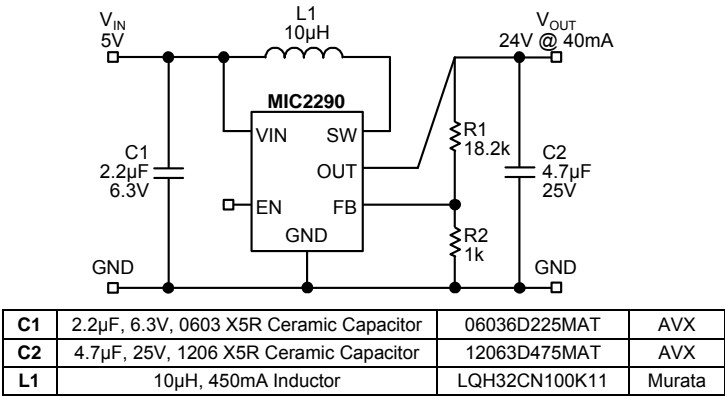 V_IN
5V
L1
10µH
V_OUT
24V @ 40mA
MIC2290
VIN
SW
OUT
EN
FB
GND
C1
2.2µF
6.3V
R1
18.2k
R2
1k
C2
4.7µF
25V
GND
GND
C1 2.2µF, 6.3V, 0603 X5R Ceramic Capacitor 06036D225MAT AVX
C2 4.7µF, 25V, 1206 X5R Ceramic Capacitor 12063D475MAT AVX
L1 10µH, 450mA Inductor LQH32CN100K11 Murata